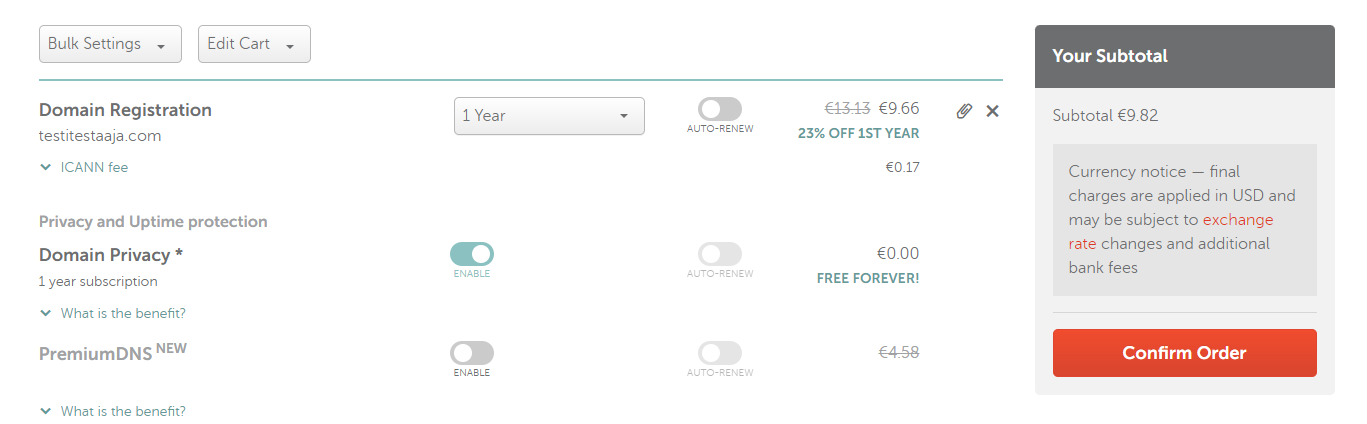 Bulk Settings
Edit Cart
Domain Registration
testitestaaja.com
1 Year
AUTO-RENEW
€13.13 €9.66
23% OFF 1ST YEAR
ICANN fee
€0.17
Privacy and Uptime protection
Domain Privacy *
1 year subscription
ENABLE
AUTO-RENEW
€0.00
FREE FOREVER!
What is the benefit?
PremiumDNS NEW
ENABLE
AUTO-RENEW
€4.58
What is the benefit?
Your Subtotal
Subtotal €9.82
Currency notice — final
charges are applied in USD and
may be subject to exchange
rate changes and additional
bank fees
Confirm Order